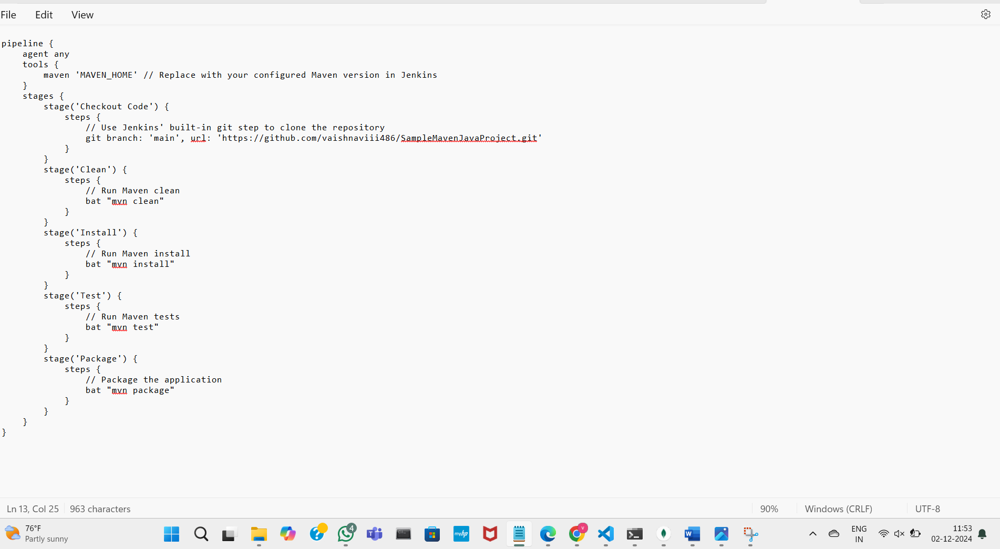 File Edit View
pipeline {
    agent any
    tools {
        maven 'MAVEN_HOME' // Replace with your configured Maven version in Jenkins
    }
    stages {
        stage('Checkout Code') {
            steps {
                // Use Jenkins' built-in git step to clone the repository
                git branch: 'main', url: 'https://github.com/vaishnaviii486/SampleMavenJavaProject.git'
            }
        }
        stage('Clean') {
            steps {
                // Run Maven clean
                bat "mvn clean"
            }
        }
        stage('Install') {
            steps {
                // Run Maven install
                bat "mvn install"
            }
        }
        stage('Test') {
            steps {
                // Run Maven tests
                bat "mvn test"
            }
        }
        stage('Package') {
            steps {
                // Package the application
                bat "mvn package"
            }
        }
    }
}
Ln 13, Col 25 963 characters 90% Windows (CRLF) UTF-8
76°F
Partly sunny
4
myhp
v
ENG
IN
11:53
02-12-2024